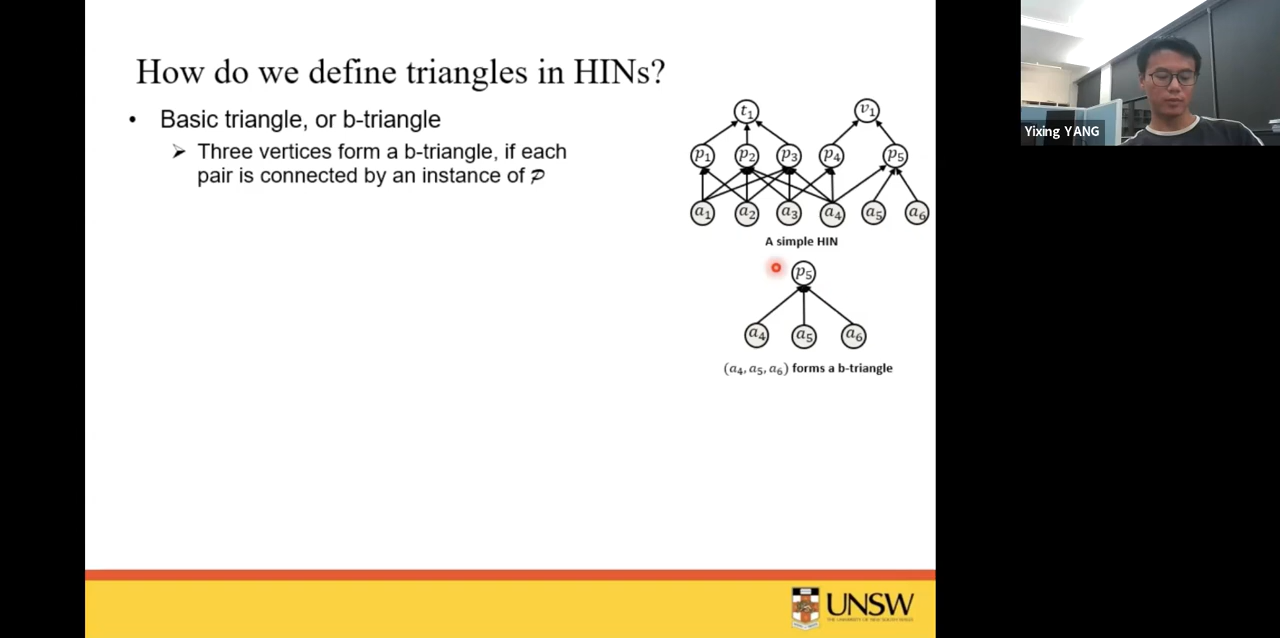 How do we define triangles in HINs?
• Basic triangle, or b-triangle
➢ Three vertices form a b-triangle, if each
pair is connected by an instance of 𝒫
t₁ v₁
p₁ p₂ p₃ p₄ p₅
a₁ a₂ a₃ a₄ a₅ a₆
A simple HIN
p₅
a₄ a₅ a₆
(a₄, a₅, a₆) forms a b-triangle
Yixing YANG
UNSW
THE UNIVERSITY OF NEW SOUTH WALES